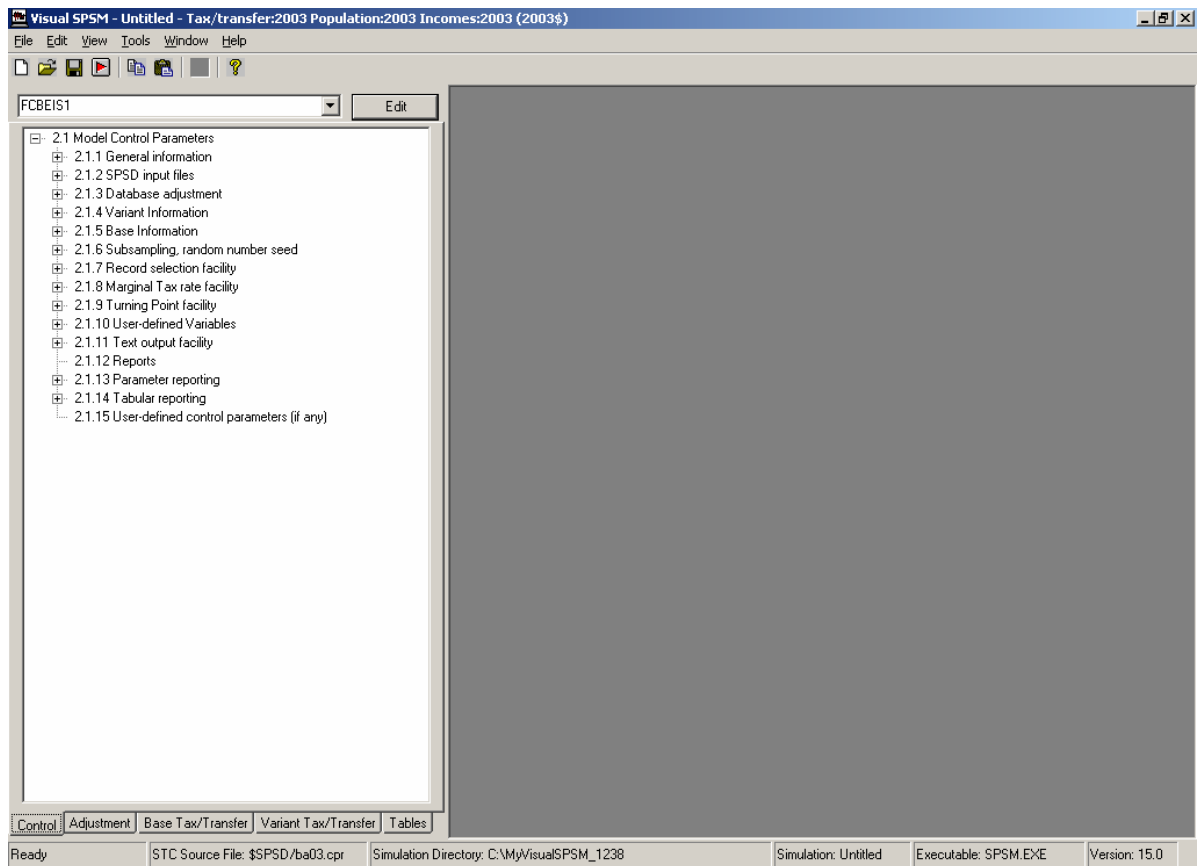 Visual SPSM - Untitled - Tax/transfer:2003 Population:2003 Incomes:2003 (2003$)
File Edit View Tools Window Help
FCBEIS1 Edit
2.1 Model Control Parameters
2.1.1 General information
2.1.2 SPSD input files
2.1.3 Database adjustment
2.1.4 Variant Information
2.1.5 Base Information
2.1.6 Subsampling, random number seed
2.1.7 Record selection facility
2.1.8 Marginal Tax rate facility
2.1.9 Turning Point facility
2.1.10 User-defined Variables
2.1.11 Text output facility
2.1.12 Reports
2.1.13 Parameter reporting
2.1.14 Tabular reporting
2.1.15 User-defined control parameters (if any)
Control Adjustment Base Tax/Transfer Variant Tax/Transfer Tables
Ready STC Source File: $SPSD/ba03.cpr Simulation Directory: C:\MyVisualSPSM_1238 Simulation: Untitled Executable: SPSM.EXE Version: 15.0